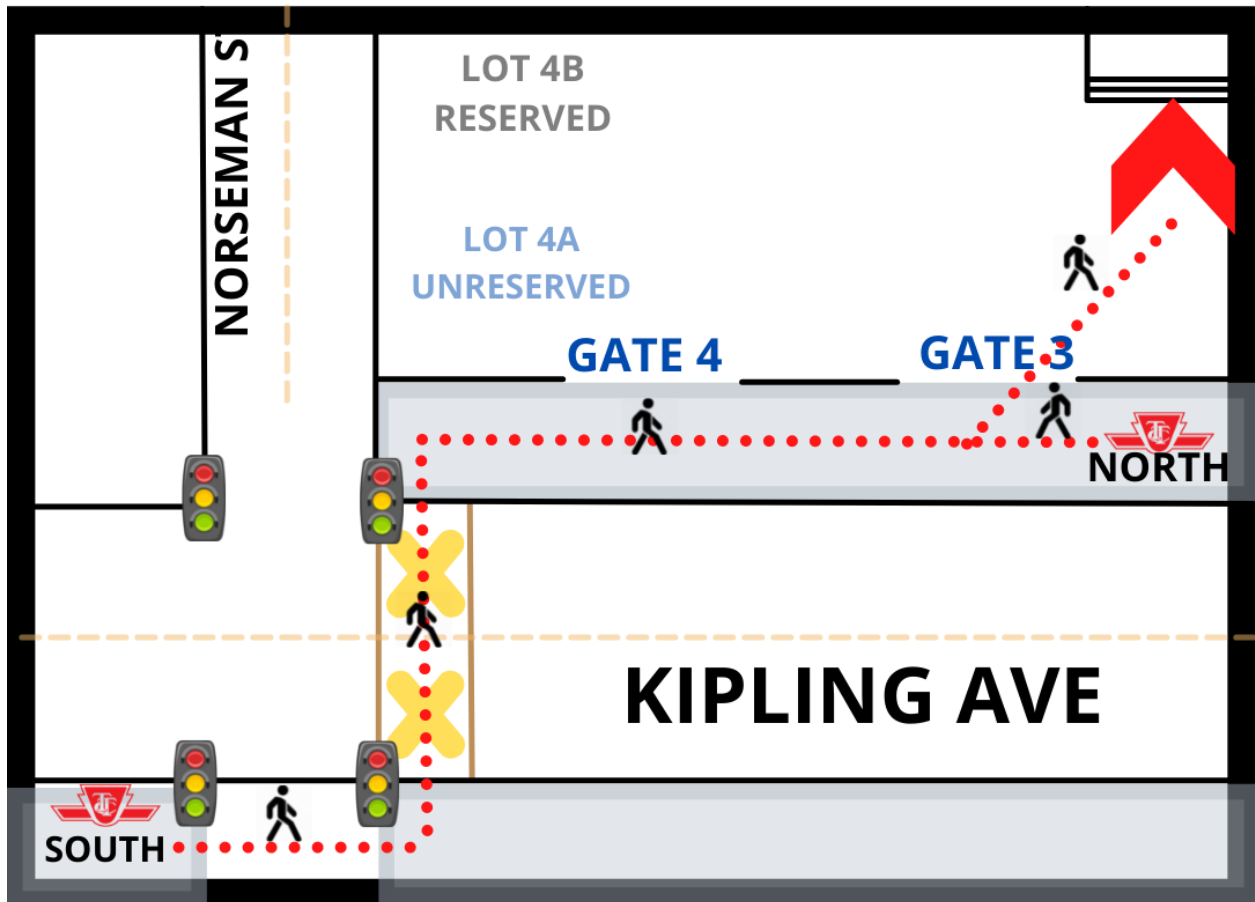 NORSEMAN S
LOT 4B
RESERVED
LOT 4A
UNRESERVED
GATE 4
GATE 3
NORTH
KIPLING AVE
SOUTH